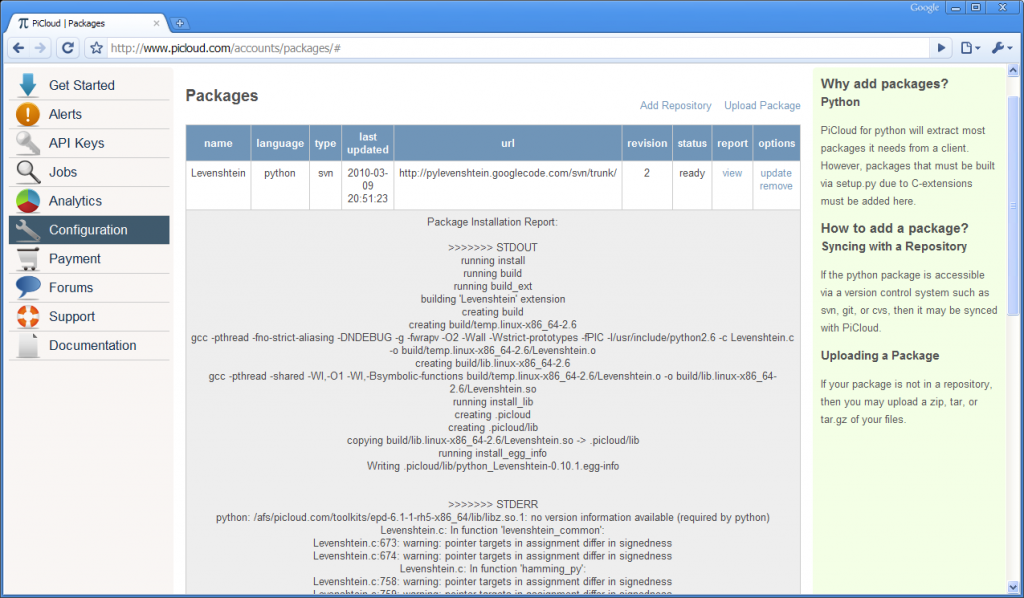 Google
PiCloud | Packages
http://www.picloud.com/accounts/packages/#
Get Started
Alerts
API Keys
Jobs
Analytics
Configuration
Payment
Forums
Support
Documentation
Packages
Add Repository Upload Package
name language type last updated url revision status report options
Levenshtein python svn 2010-03-09 20:51:23 http://pylevenshtein.googlecode.com/svn/trunk/ 2 ready view update remove
Package Installation Report:
>>>>>>> STDOUT
running install
running build
running build_ext
building 'Levenshtein' extension
creating build
creating build/temp.linux-x86_64-2.6
gcc -pthread -fno-strict-aliasing -DNDEBUG -g -fwrapv -O2 -Wall -Wstrict-prototypes -fPIC -I/usr/include/python2.6 -c Levenshtein.c
-o build/temp.linux-x86_64-2.6/Levenshtein.o
creating build/lib.linux-x86_64-2.6
gcc -pthread -shared -Wl,-O1 -Wl,-Bsymbolic-functions build/temp.linux-x86_64-2.6/Levenshtein.o -o build/lib.linux-x86_64-
2.6/Levenshtein.so
running install_lib
creating .picloud
creating .picloud/lib
copying build/lib.linux-x86_64-2.6/Levenshtein.so -> .picloud/lib
running install_egg_info
Writing .picloud/lib/python_Levenshtein-0.10.1.egg-info
>>>>>>> STDERR
python: /afs/picloud.com/toolkits/epd-6.1-1-rh5-x86_64/lib/libz.so.1: no version information available (required by python)
Levenshtein.c: In function 'levenshtein_common':
Levenshtein.c:673: warning: pointer targets in assignment differ in signedness
Levenshtein.c:674: warning: pointer targets in assignment differ in signedness
Levenshtein.c: In function 'hamming_py':
Levenshtein.c:758: warning: pointer targets in assignment differ in signedness
Levenshtein.c:759: warning: pointer targets in assignment differ in signedness
Why add packages?
Python
PiCloud for python will extract most
packages it needs from a client.
However, packages that must be built
via setup.py due to C-extensions
must be added here.
How to add a package?
Syncing with a Repository
If the python package is accessible
via a version control system such as
svn, git, or cvs, then it may be synced
with PiCloud.
Uploading a Package
If your package is not in a repository,
then you may upload a zip, tar, or
tar.gz of your files.